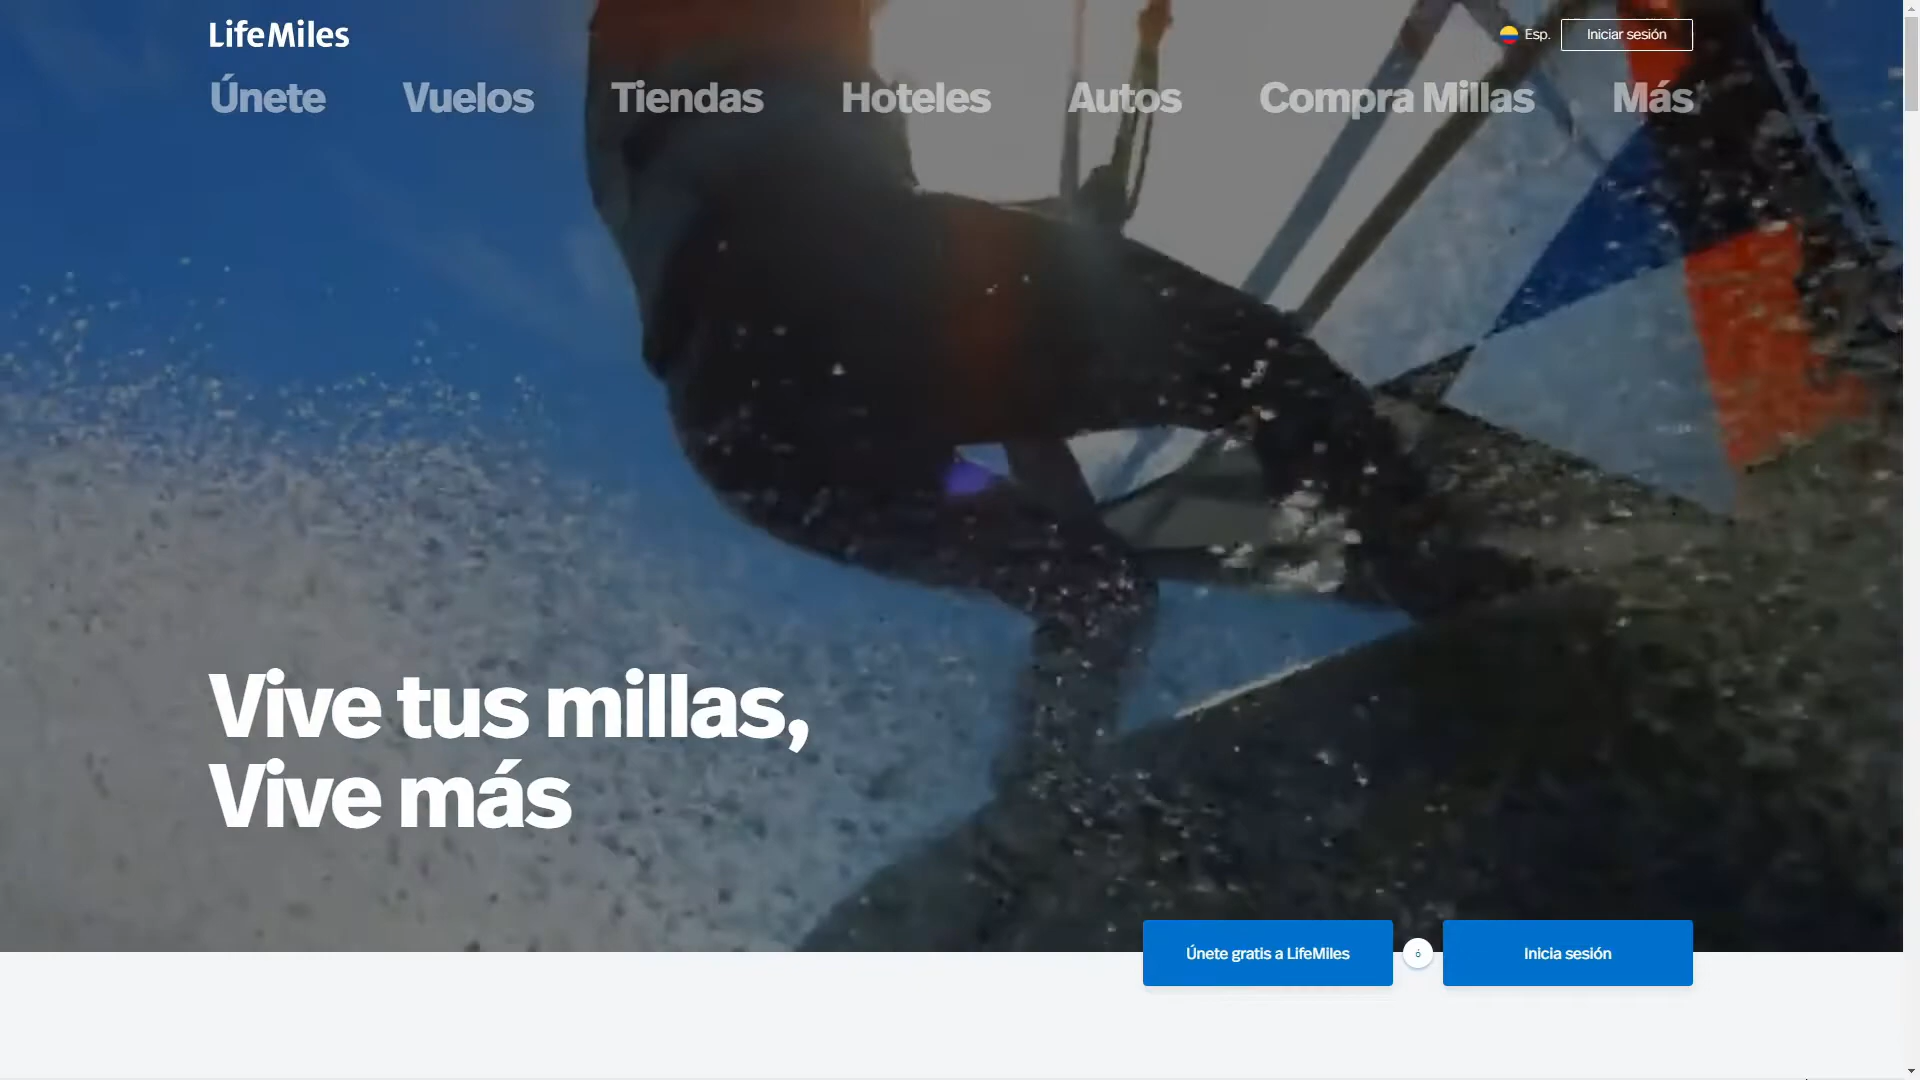 LifeMiles
Esp.
Iniciar sesión
Únete
Vuelos
Tiendas
Hoteles
Autos
Compra Millas
Más
Vive tus millas,
Vive más
Únete gratis a LifeMiles
ó
Inicia sesión